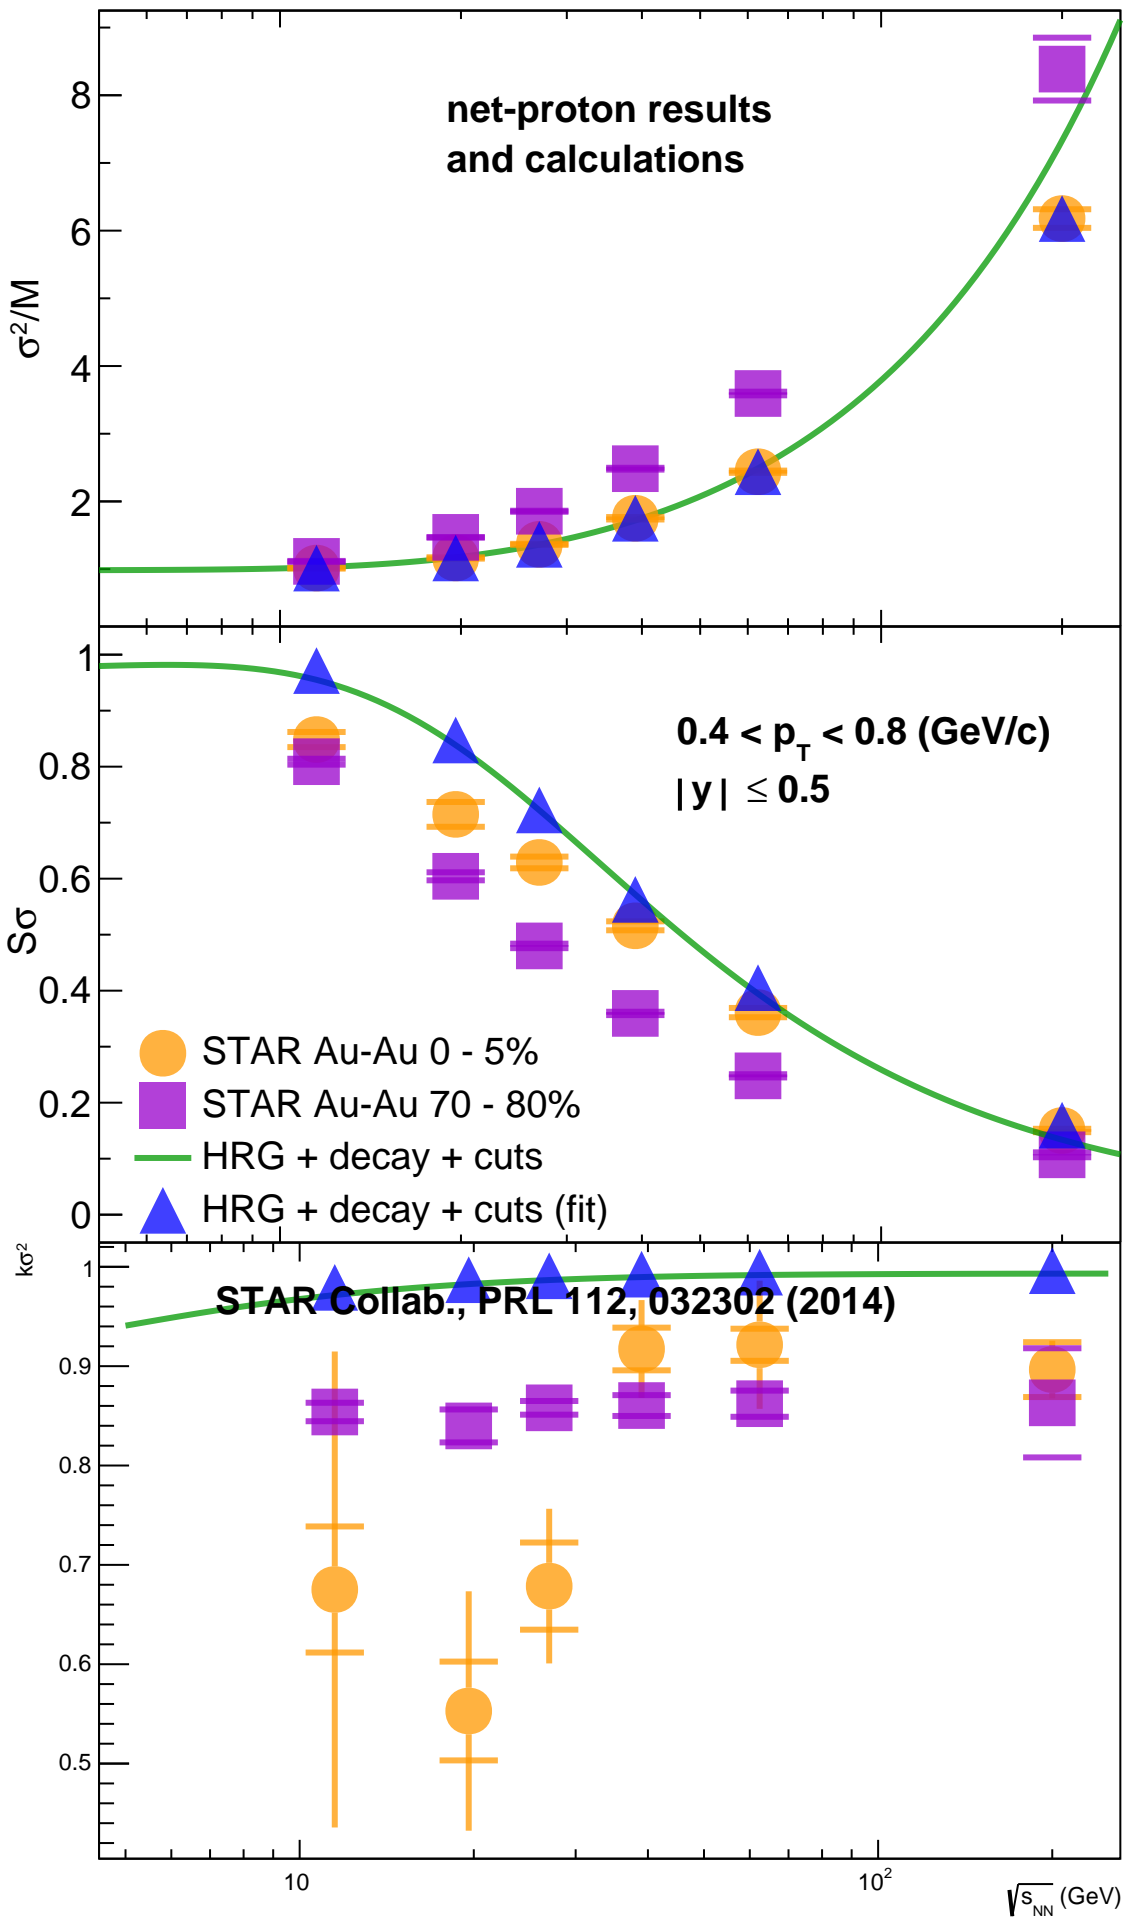 net-proton results
and calculations
8
6
4
2
σ²/M
1
0.8
0.6
0.4
0.2
0
Sσ
0.4 < p_T < 0.8 (GeV/c)
| y | ≤ 0.5
STAR Au-Au 0 - 5%
STAR Au-Au 70 - 80%
HRG + decay + cuts
HRG + decay + cuts (fit)
kσ²
1
0.9
0.8
0.7
0.6
0.5
STAR Collab., PRL 112, 032302 (2014)
10
10²
√s_NN (GeV)